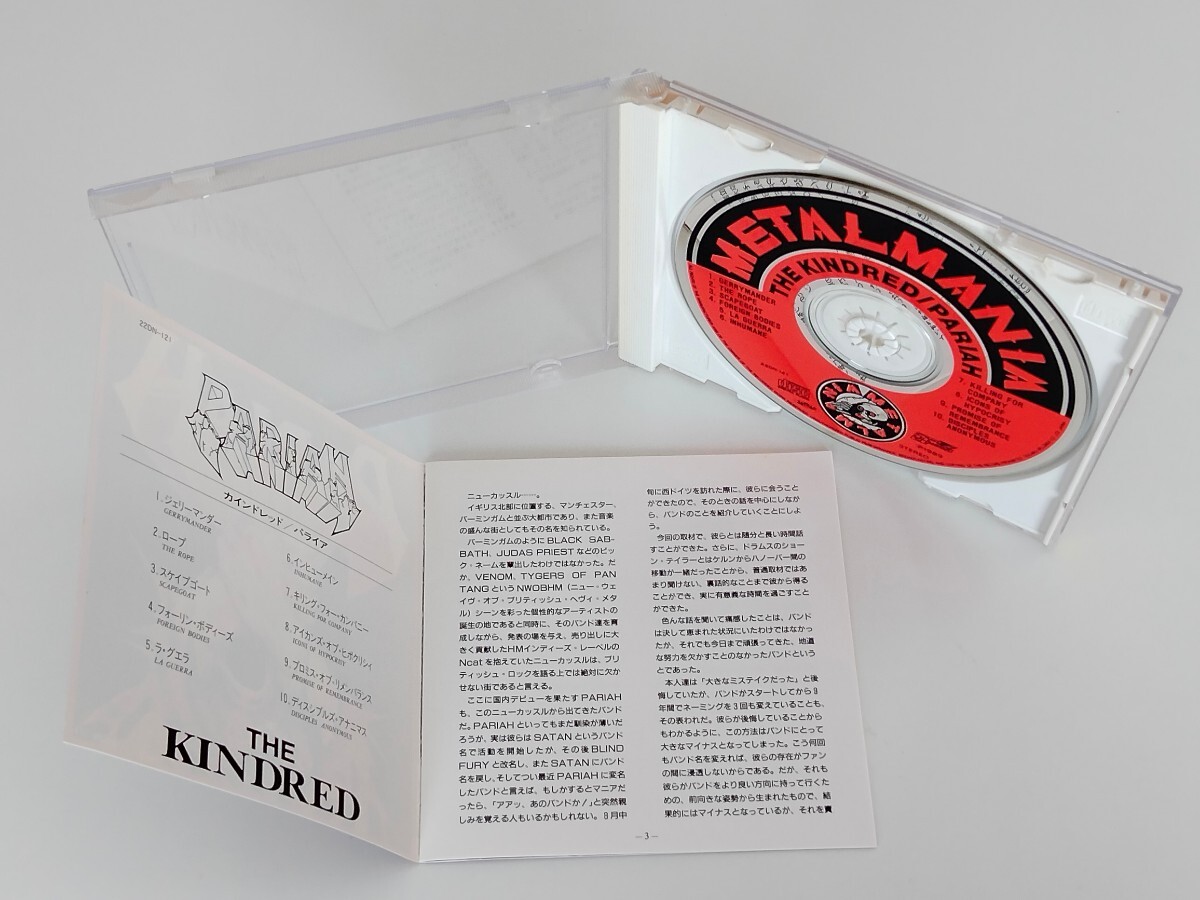 METALMANIA
THE KINDRED/PARIAH
1. GERRYMANDER
2. THE ROPE
3. SCAPEGOAT
4. FOREIGN BODIES
5. LA GUERRA
6. INHUMANE
7. KILLING FOR
COMPANY
8. ICONS OF
HYPOCRISY
9. PROMISE OF
REMEMBRANCE
10. DISCIPLES
ANONYMOUS
STEREO
22DN-121
PARIAH
カインドレッド/パライア
1.ジェリーマンダー
GERRYMANDER
2.ロープ
THE ROPE
3.スケイプゴート
SCAPEGOAT
4.フォーリン・ボディーズ
FOREIGN BODIES
5.ラ・グエラ
LA GUERRA
6.インヒューメイン
INHUMANE
7.キリング・フォー・カンパニー
KILLING FOR COMPANY
8.アイカンズ・オブ・ヒポクリシィ
ICONS OF HYPOCRISY
9.プロミス・オブ・リメンバランス
PROMISE OF REMEMBRANCE
10.ディスシプルズ・アナニマス
DISCIPLES ANONYMOUS
THE
KINDRED
ニューカッスル——。
イギリス北部に位置する、マンチェスター、
バーミンガムと並ぶ大都市であり、また音楽
の盛んな街としてもその名を知られている。
バーミンガムのようにBLACK SAB-
BATH、JUDAS PRIESTなどのビッ
ク・ネームを輩出したわけではなかった。だ
が、VENOM、TYGERS OF PAN
TANGというNWOBHM(ニュー・ウェ
イヴ・オブ・ブリティッシュ・ヘヴィ・メタ
ル)シーンを彩った個性的なアーティストの
誕生の地であると同時に、そのバンド達を育
成しながら、発表の場を与え、売り出しに大
きく貢献したHMインディーズ・レーベルの
Ncatを抱えていたニューカッスルは、ブリ
ティッシュ・ロックを語る上では絶対に欠か
せない街であると言える。
ここに国内デビューを果たすPARIAH
も、このニューカッスルから出てきたバンド
だ。PARIAHといってもまだ馴染が薄いだ
ろうが、実は彼らはSATANというバンド
名で活動を開始したが、その後BLIND
FURYと改名し、またSATANにバンド
名を戻し、そしてつい最近PARIAHに変名
したバンドと言えば、もしかするとマニアだ
ったら、「アアッ、あのバンドか!」と突然親
しみを覚える人もいるかもしれない。9月中
旬に西ドイツを訪れた際に、彼らに会うこと
ができたので、そのときの話を中心にしなが
ら、バンドのことを紹介していくことにしよ
う。
今回の取材で、彼らとは随分と長い時間話
すことができた。さらに、ドラムスのショー
ン・テイラーとはケルンからハノーバー間の
移動が一緒だったことから、普通取材ではあ
まり聞けない、裏話的なことまで彼から得る
ことができ、実に有意義な時間を過ごすこと
ができた。
色んな話を聞いて痛感したことは、バンド
は決して恵まれた状況にいたわけではなかっ
たが、それでも今日まで頑張ってきた、地道
な努力を欠かすことのなかったバンドという
とであった。
本人達は「大きなミステイクだった」と後
悔していたが、バンドがスタートしてから9
年間でネーミングを3回も変えていることも、
その表われだ。彼らが後悔していることから
もわかるように、この方法はバンドにとって
大きなマイナスとなってしまった。こう何回
もバンド名を変えれば、彼らの存在がファン
の間に浸透しないからである。だが、それも
彼らがバンドをより良い方向に持って行くた
めの、前向きな姿勢から生まれたもので、結
果的にはマイナスとなっているが、それを責
—3—